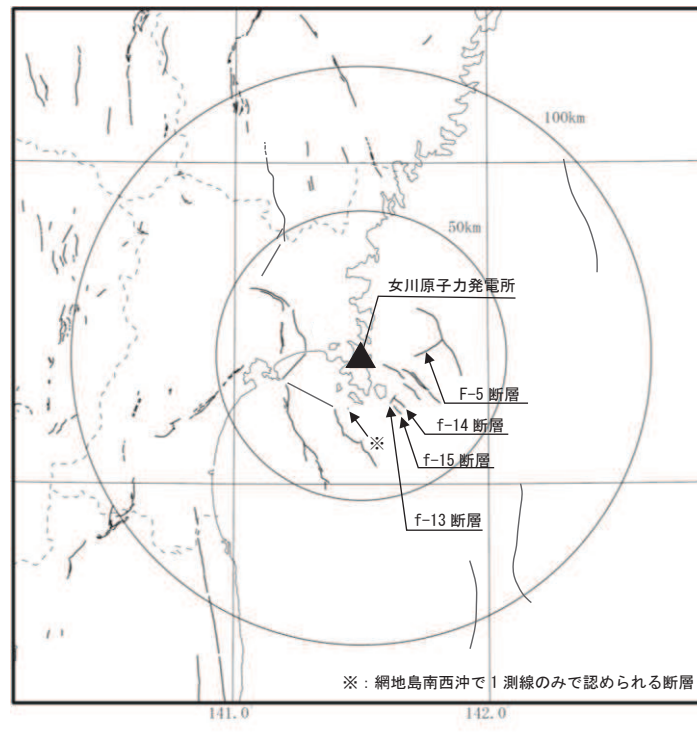 100km
50km
女川原子力発電所
F-5 断層
f-14 断層
※
f-15 断層
f-13 断層
※：網地島南西沖で1測線のみで認められる断層
141.0
142.0